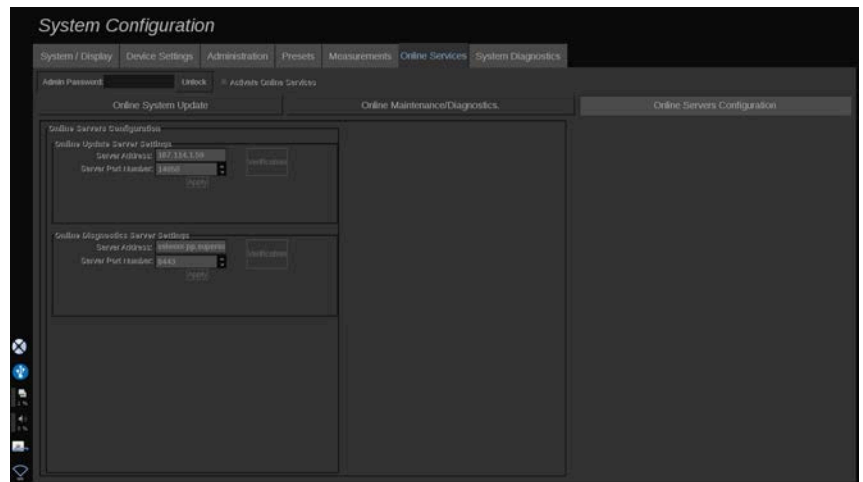 System Configuration
System / Display Device Settings Administration Presets Measurements Online Services System Diagnostics
Admin Password: Unlock Activate Online Services
Online System Update Online Maintenance/Diagnostics. Online Servers Configuration
Online Servers Configuration
Online Update Server Settings
Server Address:
Verification
Server Port Number:
Apply
Online Diagnostics Server Settings
Server Address:
Verification
Server Port Number: 8443
Apply